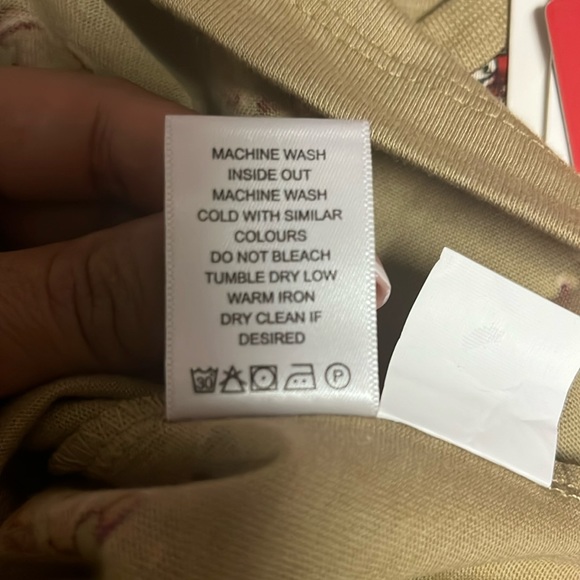 MACHINE WASH
INSIDE OUT
MACHINE WASH
COLD WITH SIMILAR
COLOURS
DO NOT BLEACH
TUMBLE DRY LOW
WARM IRON
DRY CLEAN IF
DESIRED
30 P